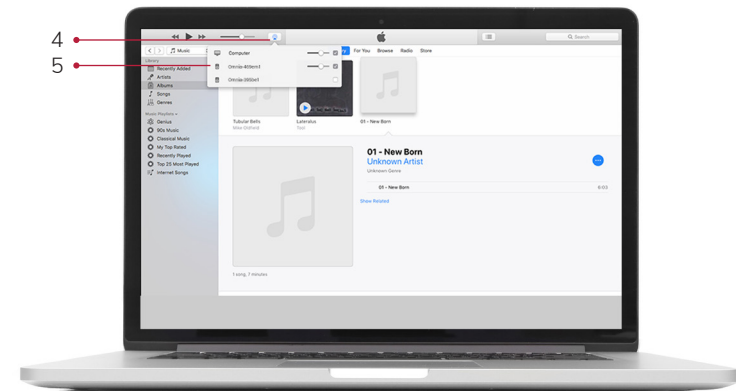 4
Search
Music
Computer
For You Browse Radio Store
5
Library
Recently Added
Artists
Albums
Songs
Genres
Music Playlists
Genius
90s Music
Classical Music
My Top Rated
Recently Played
Top 25 Most Played
Internet Songs
Tubular Bells
Mike Oldfield
Lateralus
Tool
01 - New Born
01 - New Born
Unknown Artist
Unknown Genre
01 - New Born 6:03
Show Related
1 song, 7 minutes